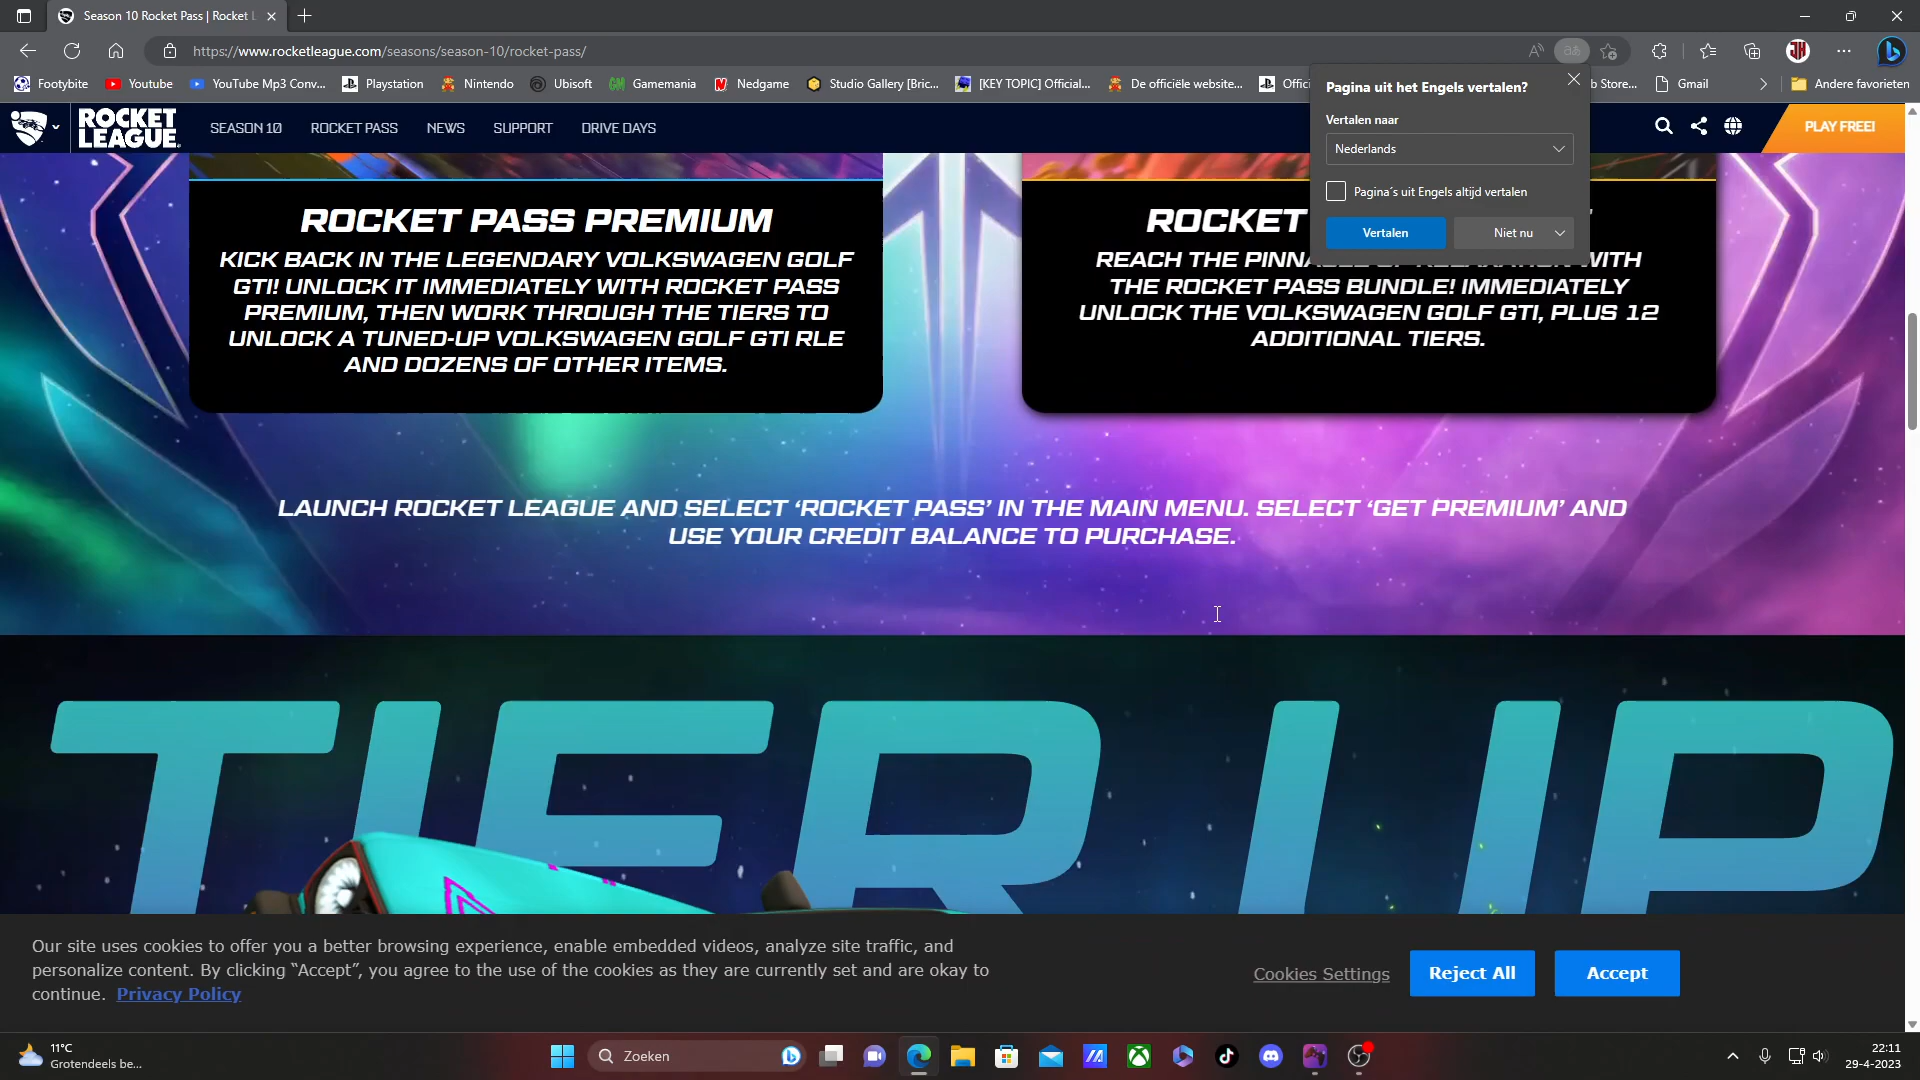 Season 10 Rocket Pass | Rocket L
https://www.rocketleague.com/seasons/season-10/rocket-pass/
Footybite
Youtube
YouTube Mp3 Conv...
Playstation
Nintendo
Ubisoft
Gamemania
Nedgame
Studio Gallery [Bric...
[KEY TOPIC] Official...
De officiële website...
Offici
b Store...
Gmail
Andere favorieten
Pagina uit het Engels vertalen?
Vertalen naar
Nederlands
Pagina´s uit Engels altijd vertalen
Vertalen
Niet nu
ROCKET LEAGUE
SEASON 10
ROCKET PASS
NEWS
SUPPORT
DRIVE DAYS
PLAY FREE!
ROCKET PASS PREMIUM
KICK BACK IN THE LEGENDARY VOLKSWAGEN GOLF
GTI! UNLOCK IT IMMEDIATELY WITH ROCKET PASS
PREMIUM, THEN WORK THROUGH THE TIERS TO
UNLOCK A TUNED-UP VOLKSWAGEN GOLF GTI RLE
AND DOZENS OF OTHER ITEMS.
ROCKET
REACH THE PINNACLE OF RELAXATION WITH
THE ROCKET PASS BUNDLE! IMMEDIATELY
UNLOCK THE VOLKSWAGEN GOLF GTI, PLUS 12
ADDITIONAL TIERS.
LAUNCH ROCKET LEAGUE AND SELECT ‘ROCKET PASS’ IN THE MAIN MENU. SELECT ‘GET PREMIUM’ AND
USE YOUR CREDIT BALANCE TO PURCHASE.
TIER UP
Our site uses cookies to offer you a better browsing experience, enable embedded videos, analyze site traffic, and
personalize content. By clicking “Accept”, you agree to the use of the cookies as they are currently set and are okay to
continue. Privacy Policy
Cookies Settings
Reject All
Accept
11°C
Grotendeels be...
Zoeken
22:11
29-4-2023